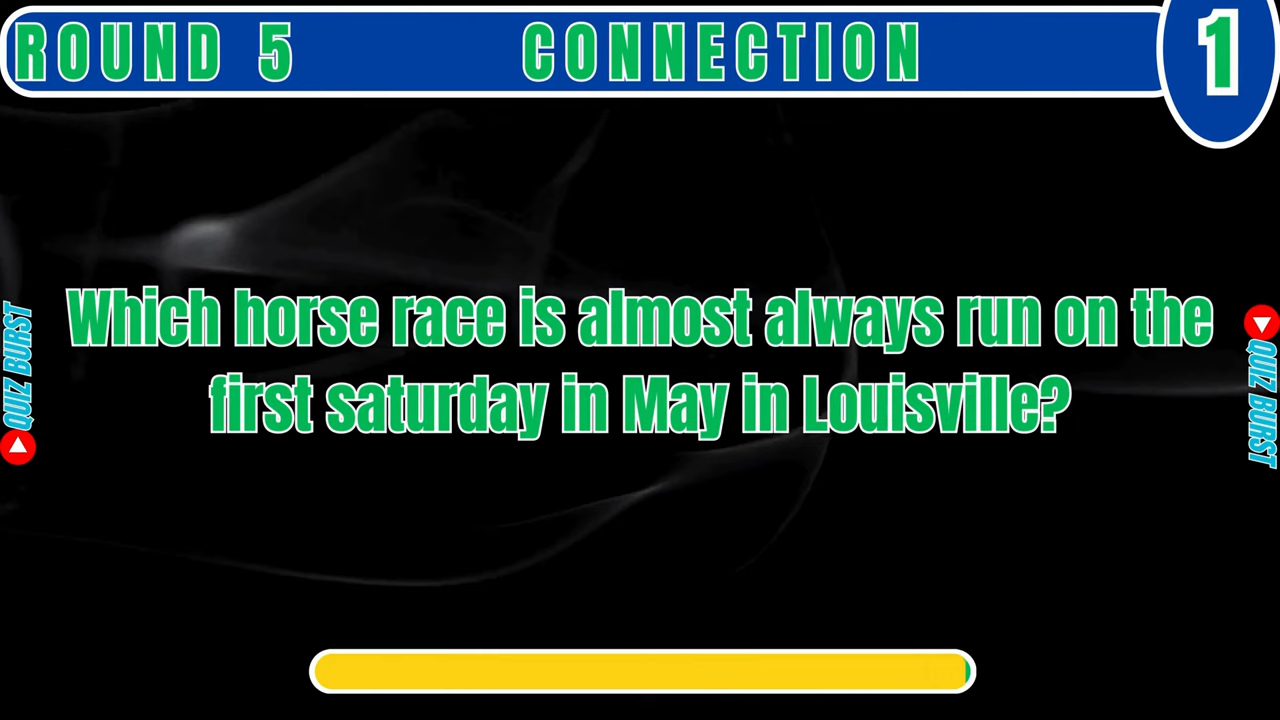 ROUND 5 CONNECTION 1
Which horse race is almost always run on the
first saturday in May in Louisville?
QUIZ BURST
QUIZ BURST